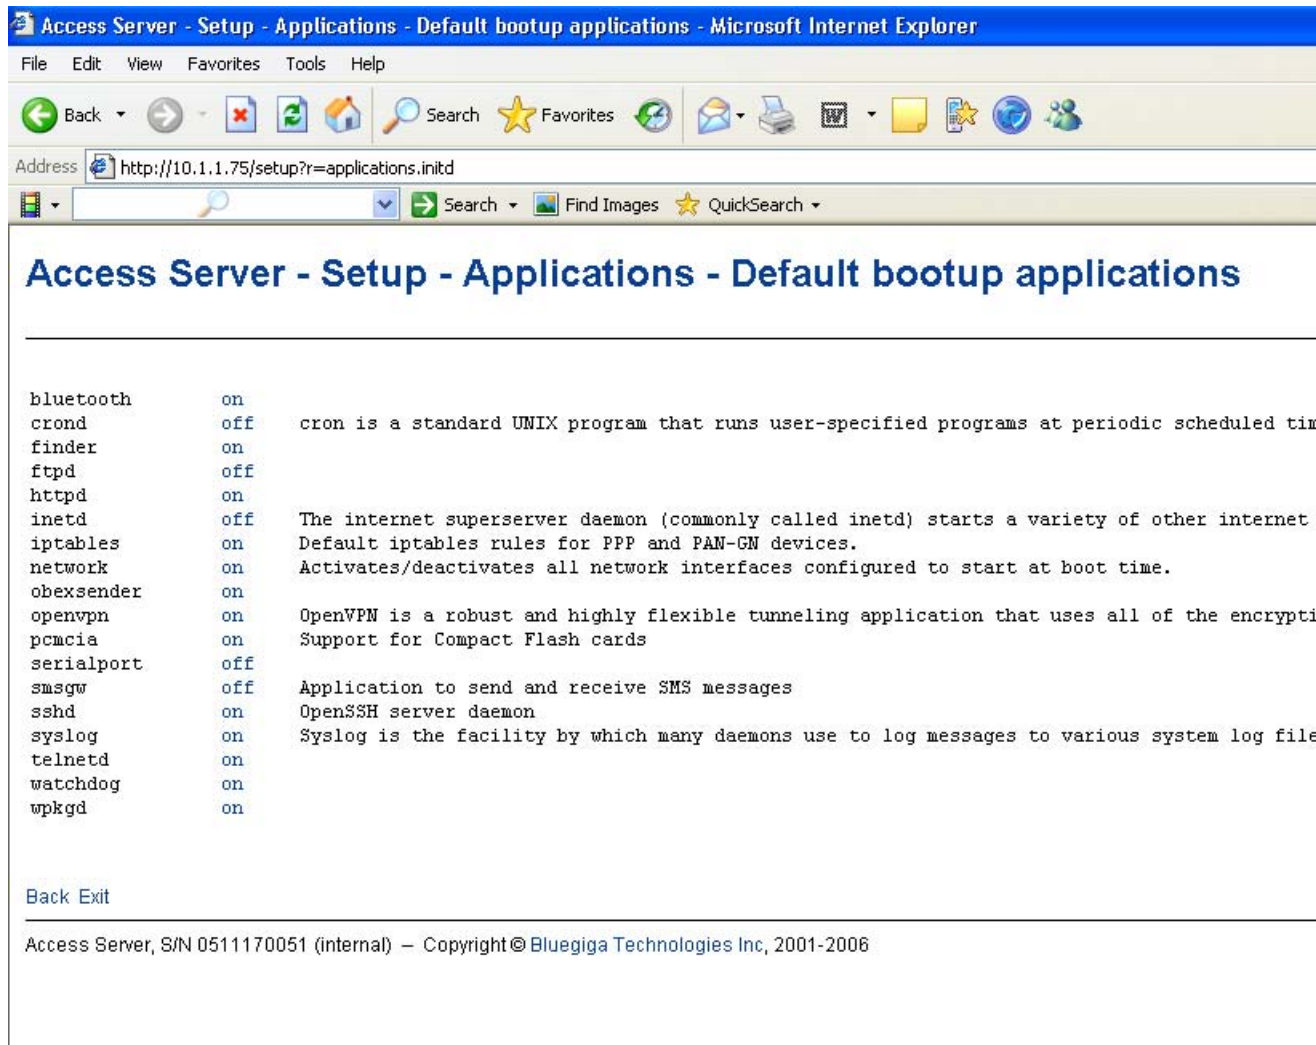 Access Server - Setup - Applications - Default bootup applications - Microsoft Internet Explorer
File Edit View Favorites Tools Help
Back Search Favorites
Address http://10.1.1.75/setup?r=applications.initd
Search Find Images QuickSearch
Access Server - Setup - Applications - Default bootup applications
bluetooth on
crond off cron is a standard UNIX program that runs user-specified programs at periodic scheduled
finder on
ftpd off
httpd on
inetd off The internet superserver daemon (commonly called inetd) starts a variety of other internet
iptables on Default iptables rules for PPP and PAN-GN devices.
network on Activates/deactivates all network interfaces configured to start at boot time.
obexsender on
openvpn on OpenVPN is a robust and highly flexible tunneling application that uses all of the
pcmcia on Support for Compact Flash cards
serialport off
smsgw off Application to send and receive SMS messages
sshd on OpenSSH server daemon
syslog on Syslog is the facility by which many daemons use to log messages to various system log file
telnetd on
watchdog on
wpkgd on
Back Exit
Access Server, S/N 0511170051 (internal) – Copyright © Bluegiga Technologies Inc, 2001-2006